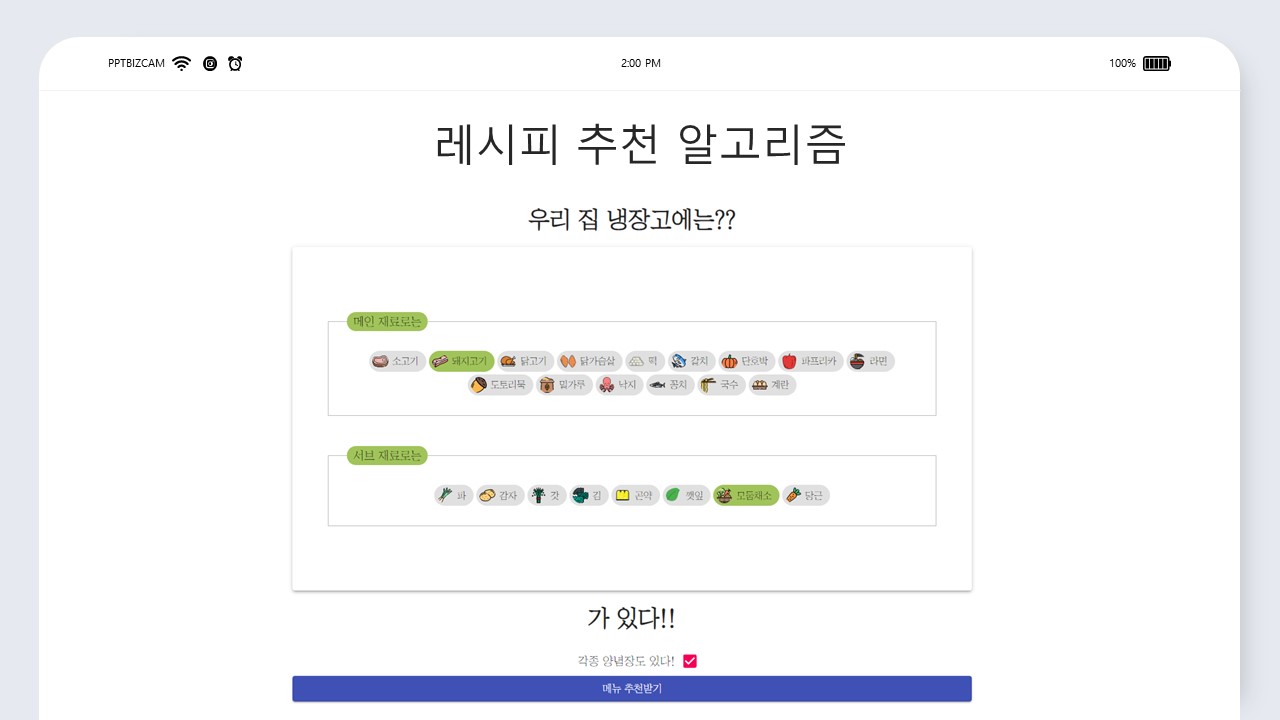 PPTBIZCAM 2:00 PM 100%
레시피 추천 알고리즘
우리 집 냉장고에는??
메인 재료로는
소고기 돼지고기 닭고기 닭가슴살 떡 갈치 단호박 파프리카 라면
도토리묵 밀가루 낙지 꽁치 국수 계란
서브 재료로는
파 감자 갓 김 곤약 깻잎 모둠채소 당근
가 있다!!
각종 양념장도 있다!
메뉴 추천받기